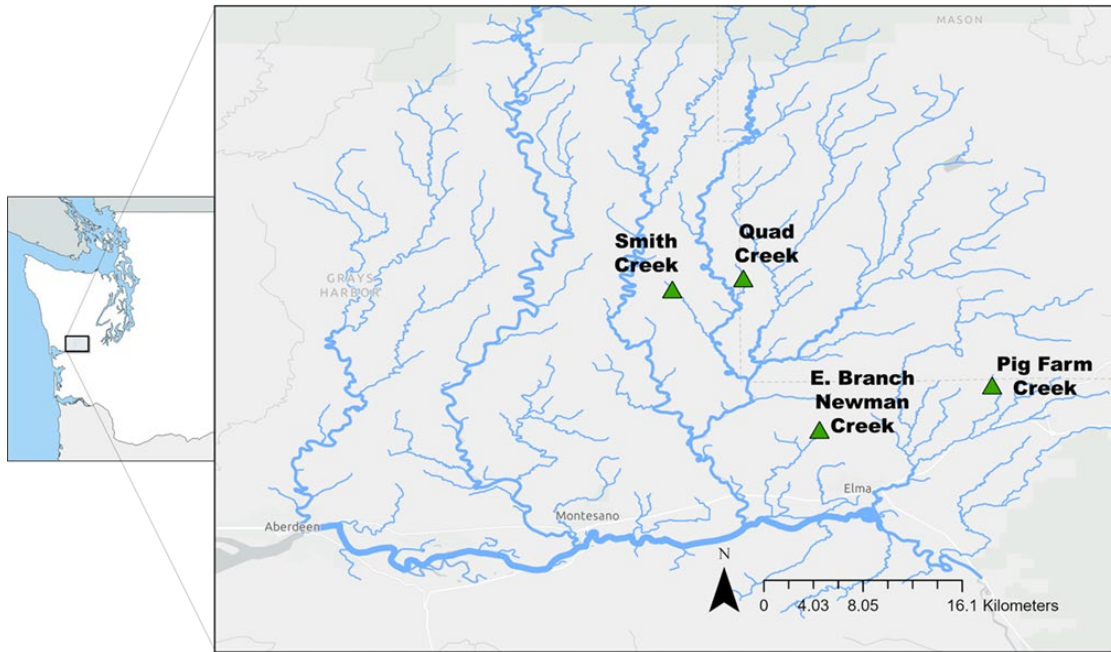 MASON
Smith
Creek
Quad
Creek
GRAYS
HARBOR
Pig Farm
Creek
E. Branch
Newman
Creek
Elma
Montesano
Aberdeen
N
0 4.03 8.05 16.1 Kilometers